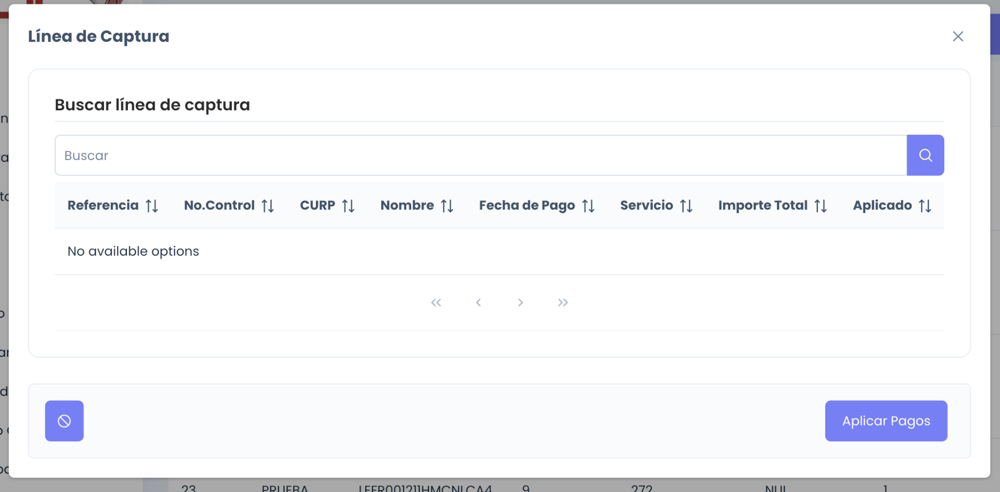 Línea de Captura
Buscar línea de captura
Buscar
Referencia No.Control CURP Nombre Fecha de Pago Servicio Importe Total Aplicado
No available options
Aplicar Pagos
23 PRUEBA LEFR001211HMCNLCA4 9 272 NUL 1